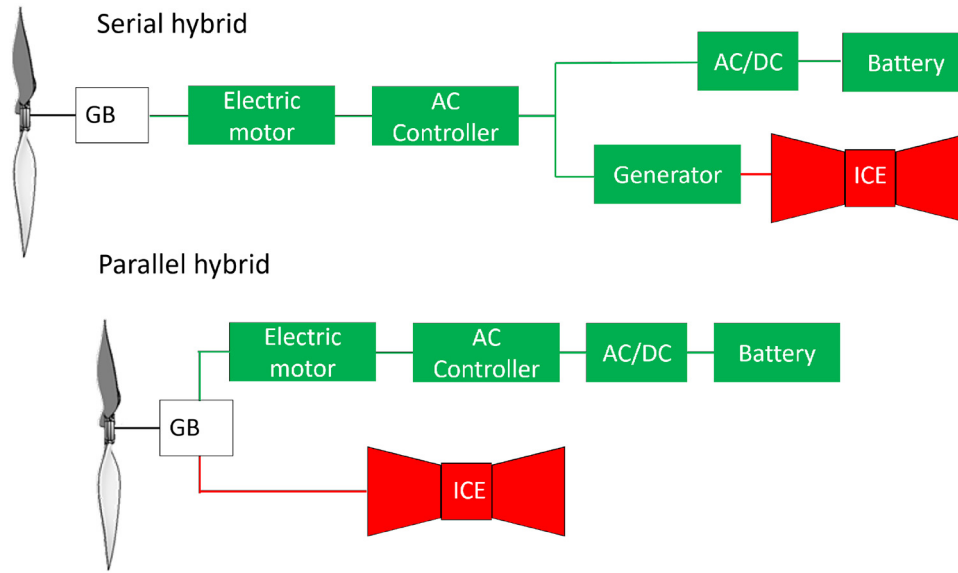 Serial hybrid
GB
Electric
motor
AC
Controller
AC/DC
Battery
Generator
ICE
Parallel hybrid
GB
Electric
motor
AC
Controller
AC/DC
Battery
ICE